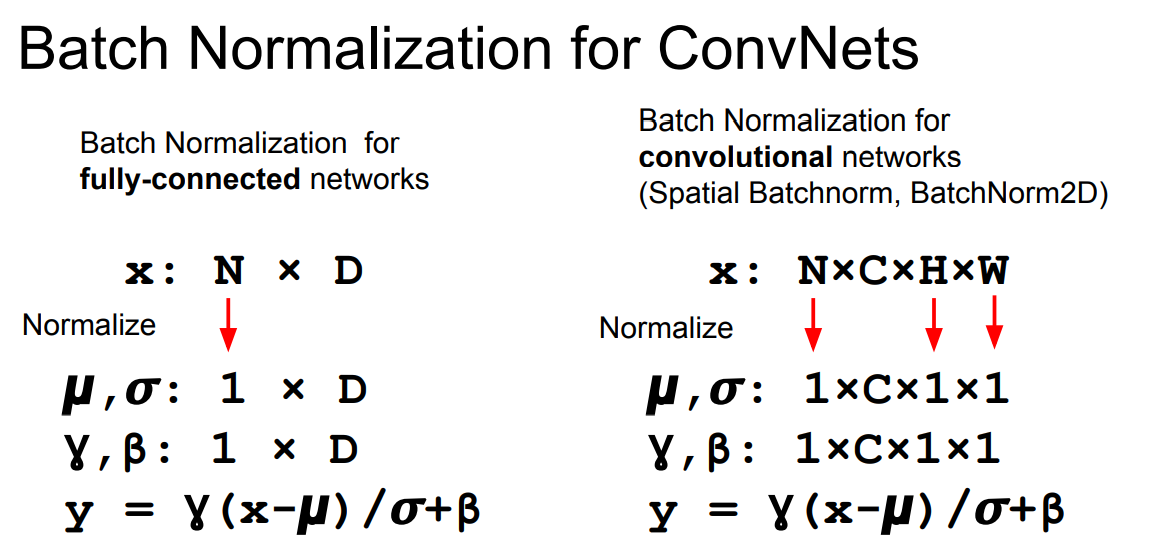 Batch Normalization for ConvNets
Batch Normalization for
fully-connected networks
x: N × D
Normalize
μ,σ: 1 × D
ɣ,β: 1 × D
y = ɣ(x-μ)/σ+β
Batch Normalization for
convolutional networks
(Spatial Batchnorm, BatchNorm2D)
x: N×C×H×W
Normalize
μ,σ: 1×C×1×1
ɣ,β: 1×C×1×1
y = ɣ(x-μ)/σ+β